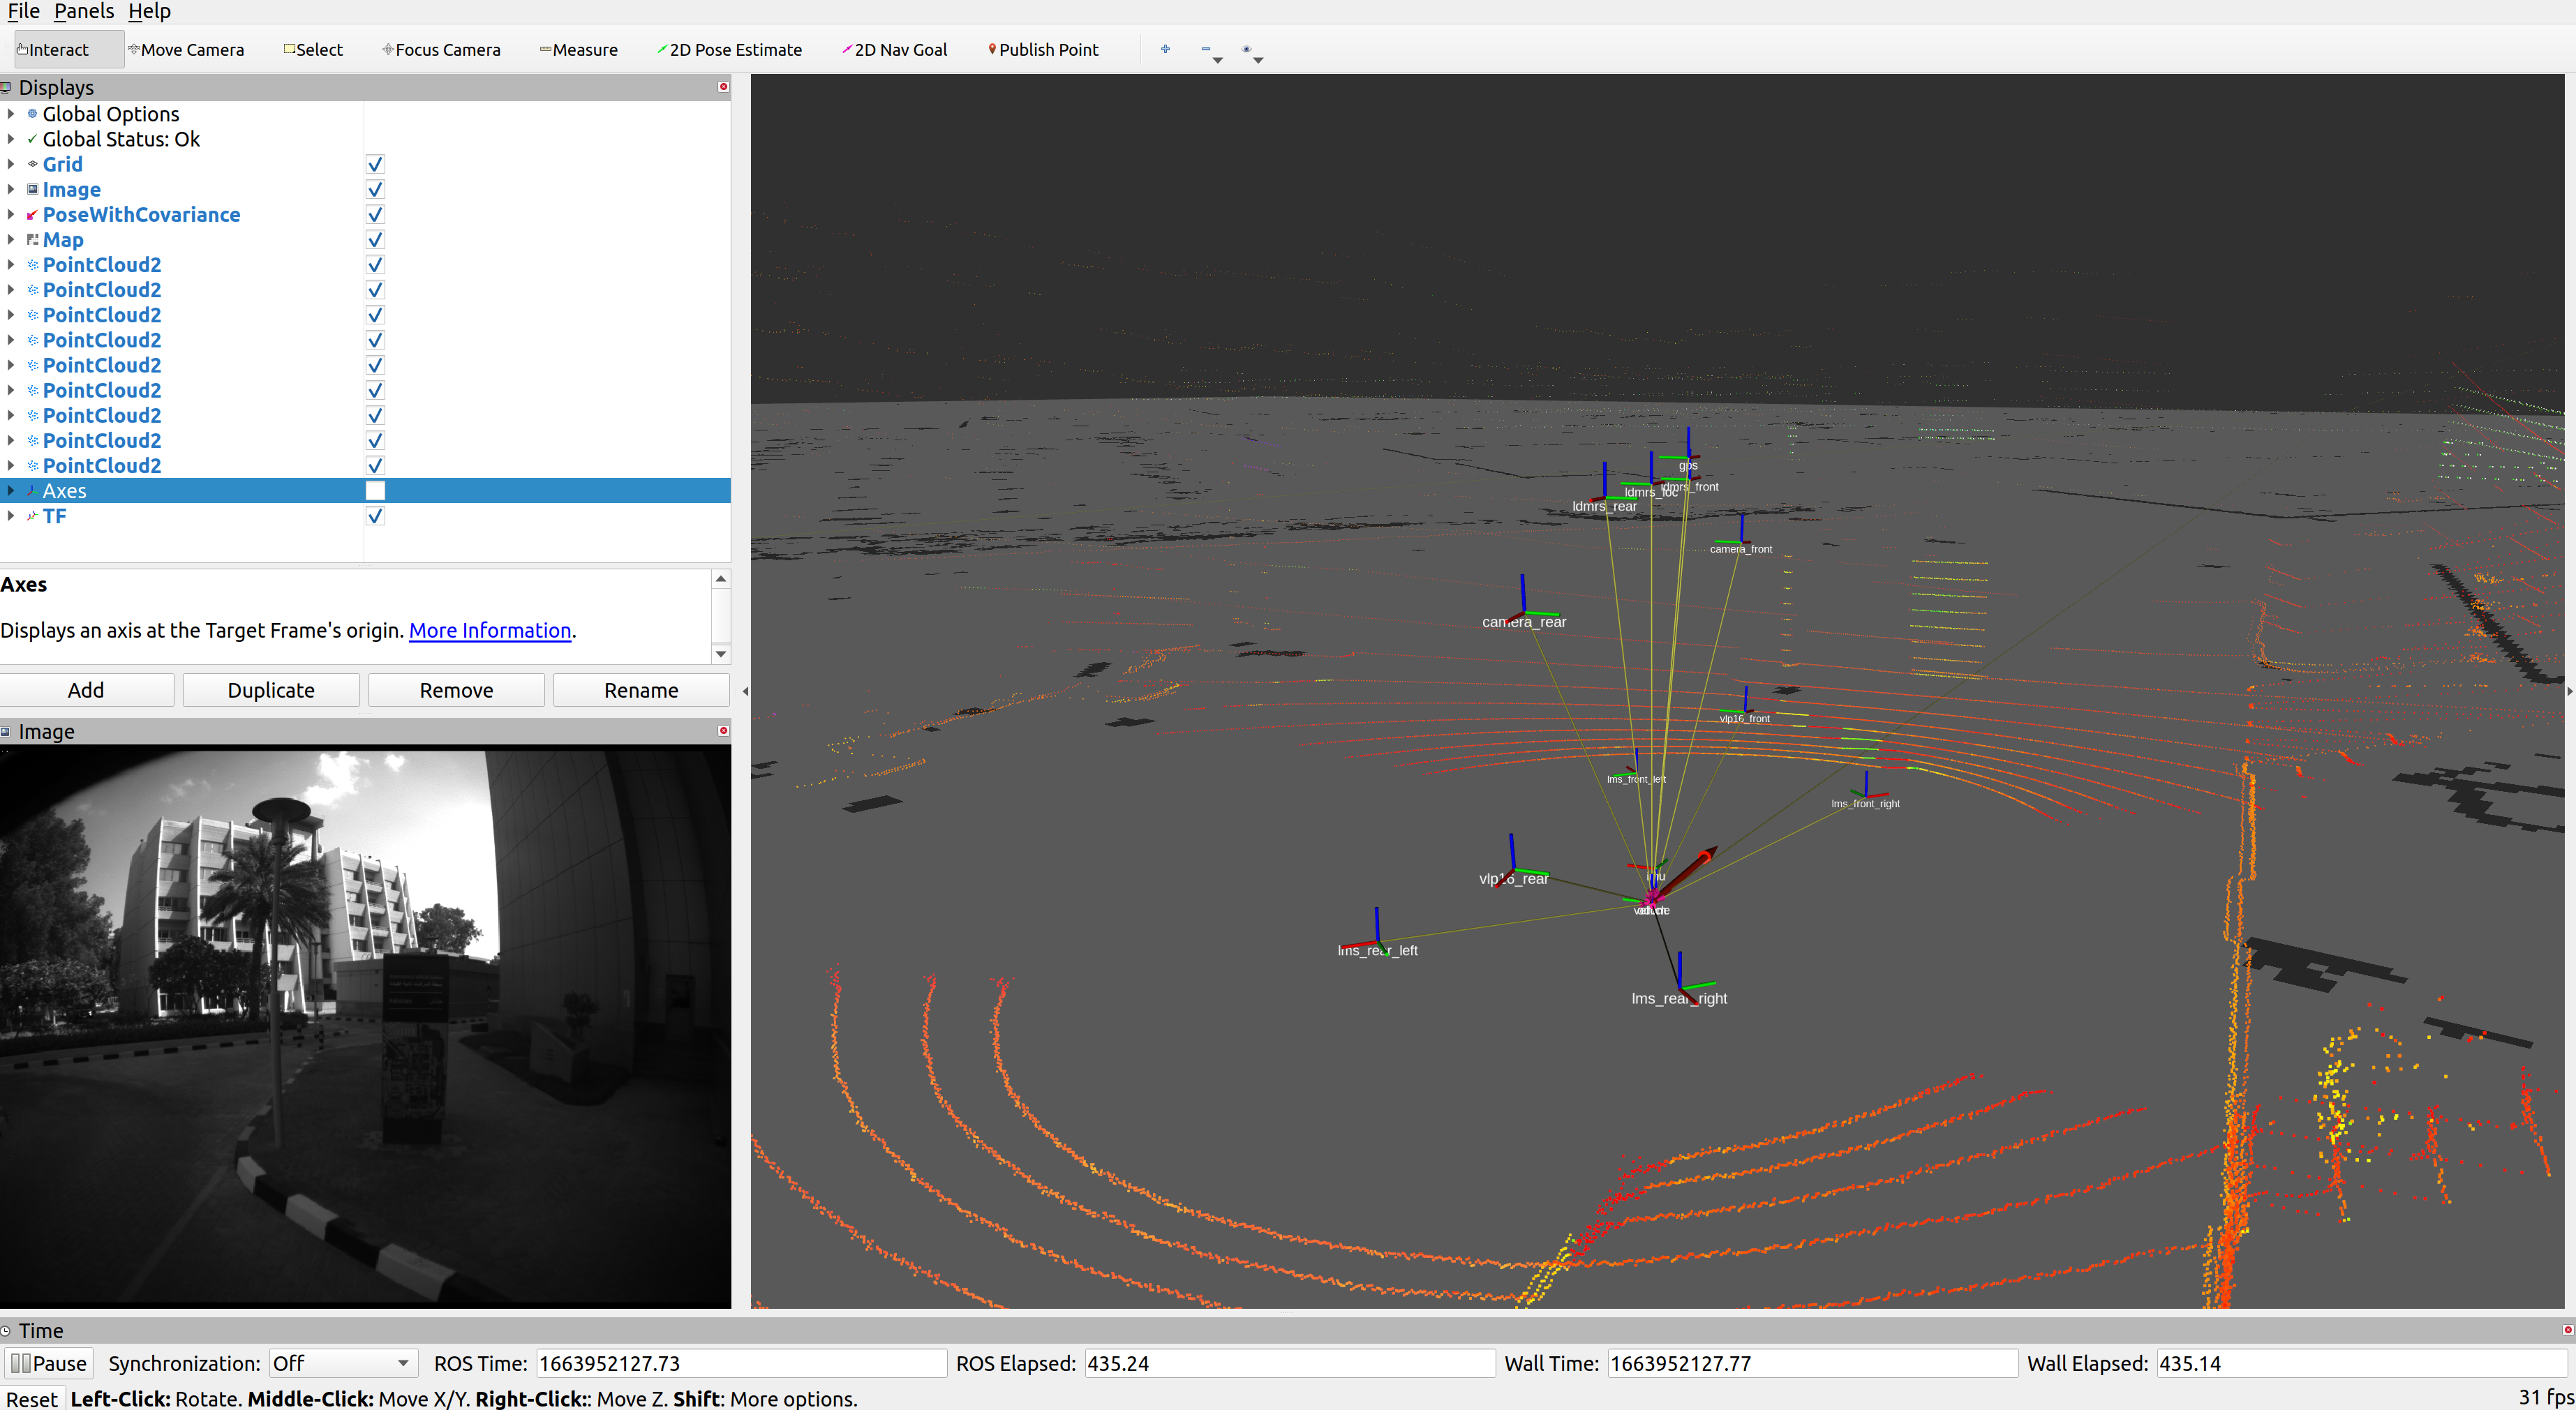 File Panels Help
Interact Move Camera Select Focus Camera Measure 2D Pose Estimate 2D Nav Goal Publish Point
Displays
Global Options
Global Status: Ok
Grid
Image
PoseWithCovariance
Map
PointCloud2
PointCloud2
PointCloud2
PointCloud2
PointCloud2
PointCloud2
PointCloud2
PointCloud2
PointCloud2
Axes
TF
Axes
Displays an axis at the Target Frame's origin. More Information.
Add Duplicate Remove Rename
Image
gps
ldmrs_loc
ldmrs_front
ldmrs_rear
camera_front
camera_rear
vlp16_front
lms_front_left
lms_front_right
vlp16_rear
imu
lms_rear_left
lms_rear_right
Time
Pause Synchronization: Off ROS Time: 1663952127.73 ROS Elapsed: 435.24 Wall Time: 1663952127.77 Wall Elapsed: 435.14
Reset Left-Click: Rotate. Middle-Click: Move X/Y. Right-Click:: Move Z. Shift: More options. 31 fps